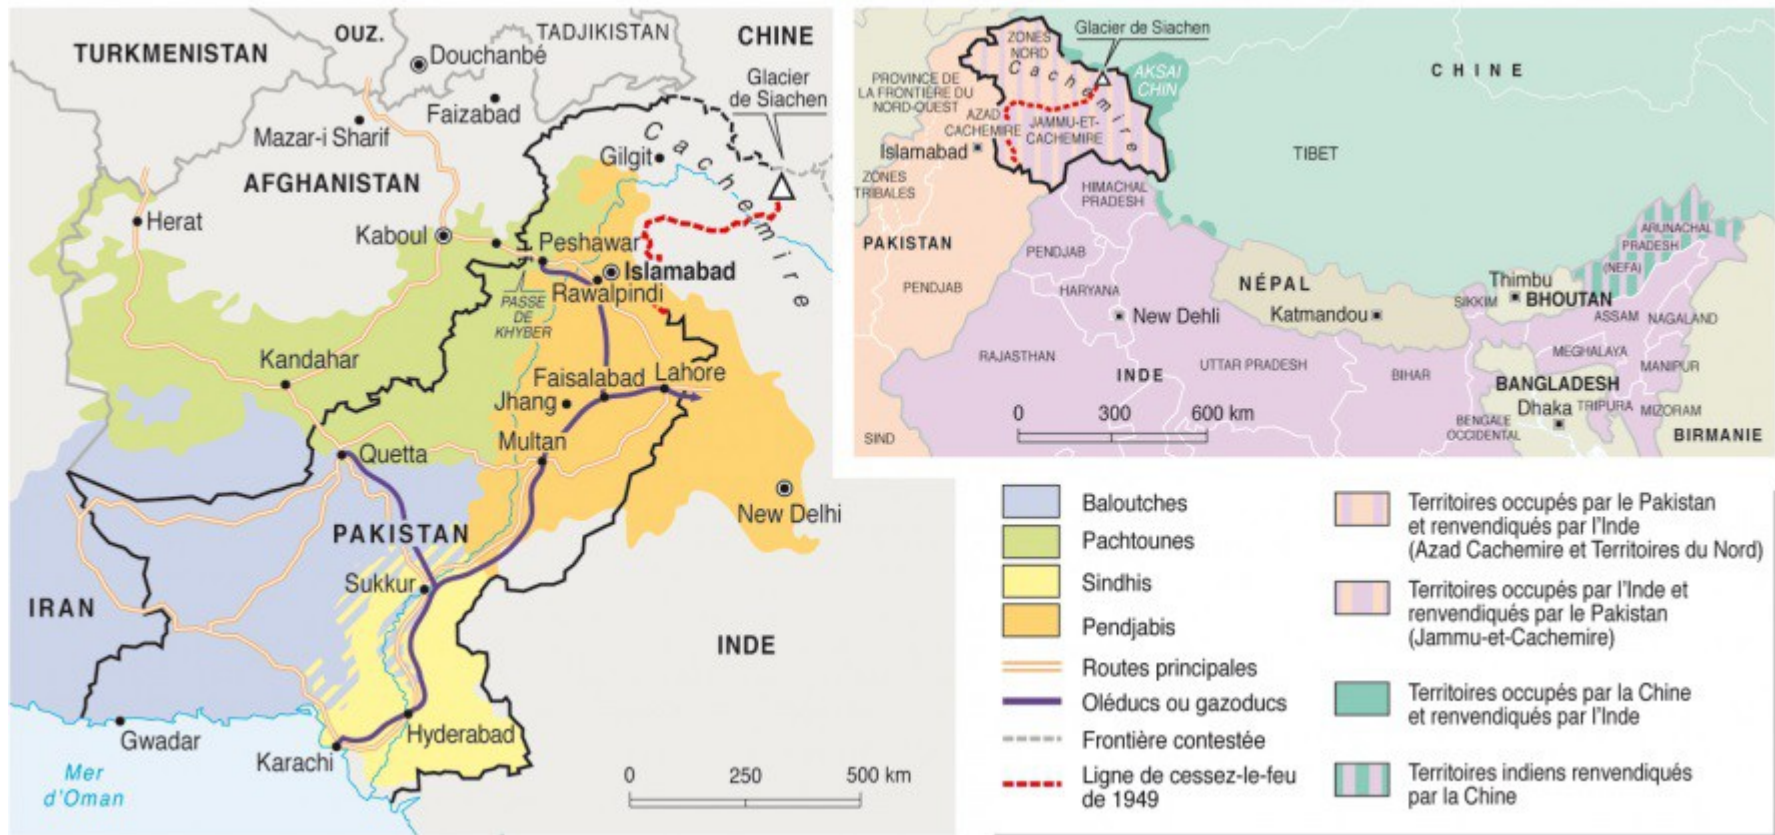 TURKMENISTAN
OUZ.
TADJIKISTAN
CHINE
Douchanbé
Faizabad
Mazar-i Sharif
Glacier
de Siachen
Cachemire
Gilgit
AFGHANISTAN
Herat
Kaboul
Peshawar
Islamabad
Rawalpindi
PASSE
DE
KHYBER
Kandahar
Faisalabad
Lahore
Jhang
Multan
Quetta
New Delhi
PAKISTAN
Sukkur
IRAN
INDE
Hyderabad
Gwadar
Karachi
Mer
d'Oman
0 250 500 km
Glacier de Siachen
ZONES
NORD
Cachemire
AKSAI
CHIN
CHINE
PROVINCE DE
LA FRONTIÈRE DU
NORD-OUEST
AZAD
CACHEMIRE
JAMMU-ET-
CACHEMIRE
Islamabad
TIBET
ZONES
TRIBALES
HIMACHAL
PRADESH
PAKISTAN
PENDJAB
PENDJAB
HARYANA
New Dehli
NÉPAL
Katmandou
SIKKIM
Thimbu
BHOUTAN
ARUNACHAL
PRADESH
(NEFA)
ASSAM
NAGALAND
RAJASTHAN
INDE
UTTAR PRADESH
BIHAR
MEGHALAYA
MANIPUR
BANGLADESH
Dhaka
TRIPURA
MIZORAM
BENGALE
OCCIDENTAL
BIRMANIE
SIND
0 300 600 km
Baloutches
Pachtounes
Sindhis
Pendjabis
Routes principales
Oléducs ou gazoducs
Frontière contestée
Ligne de cessez-le-feu
de 1949
Territoires occupés par le Pakistan
et renvendiqués par l'Inde
(Azad Cachemire et Territoires du Nord)
Territoires occupés par l'Inde et
renvendiqués par le Pakistan
(Jammu-et-Cachemire)
Territoires occupés par la Chine
et renvendiqués par l'Inde
Territoires indiens renvendiqués
par la Chine